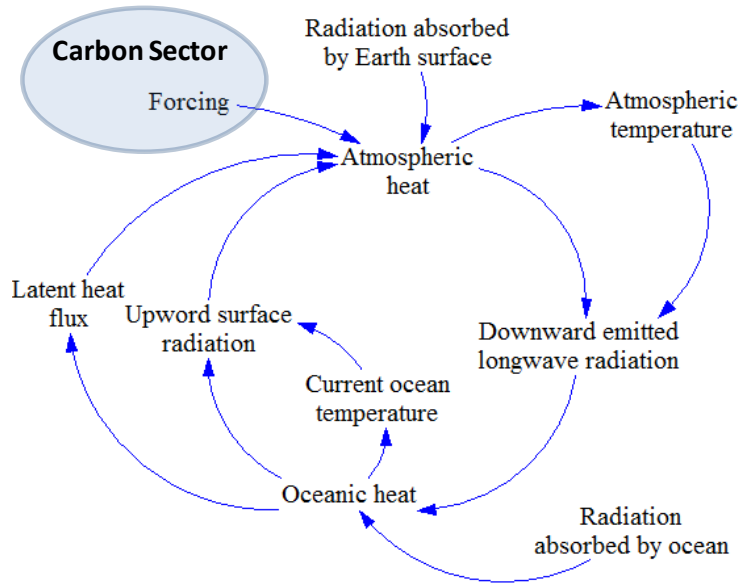 Carbon Sector
Forcing
Radiation absorbed
by Earth surface
Atmospheric
temperature
Atmospheric
heat
Latent heat
flux
Upword surface
radiation
Downward emitted
longwave radiation
Current ocean
temperature
Oceanic heat
Radiation
absorbed by ocean